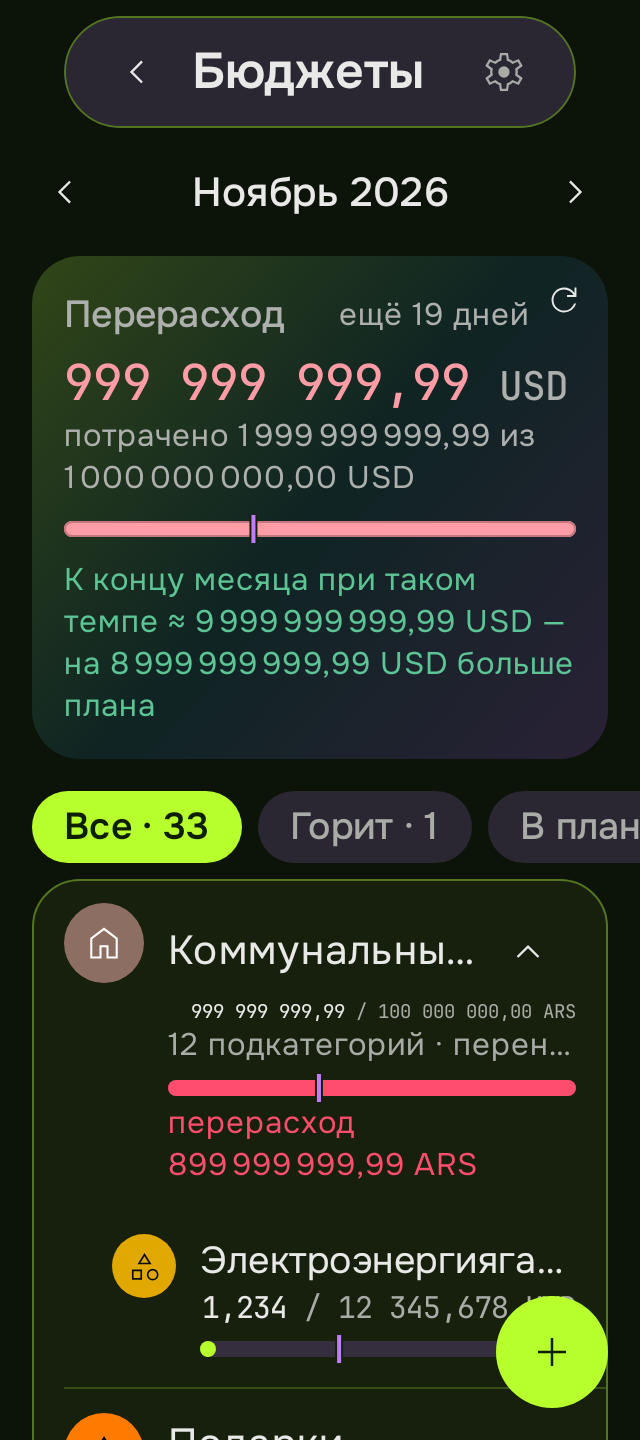 Бюджеты
Ноябрь 2026
Перерасход
ещё 19 дней
999 999 999,99 USD
потрачено 1 999 999 999,99 из
1 000 000 000,00 USD
К концу месяца при таком
темпе ≈ 9 999 999 999,99 USD —
на 8 999 999 999,99 USD больше
плана
Все · 33
Горит · 1
В план
Коммунальны...
999 999 999,99 / 100 000 000,00 ARS
12 подкатегорий · перен...
перерасход
899 999 999,99 ARS
Электроэнергияга...
1,234 / 12 345,678
Подарки